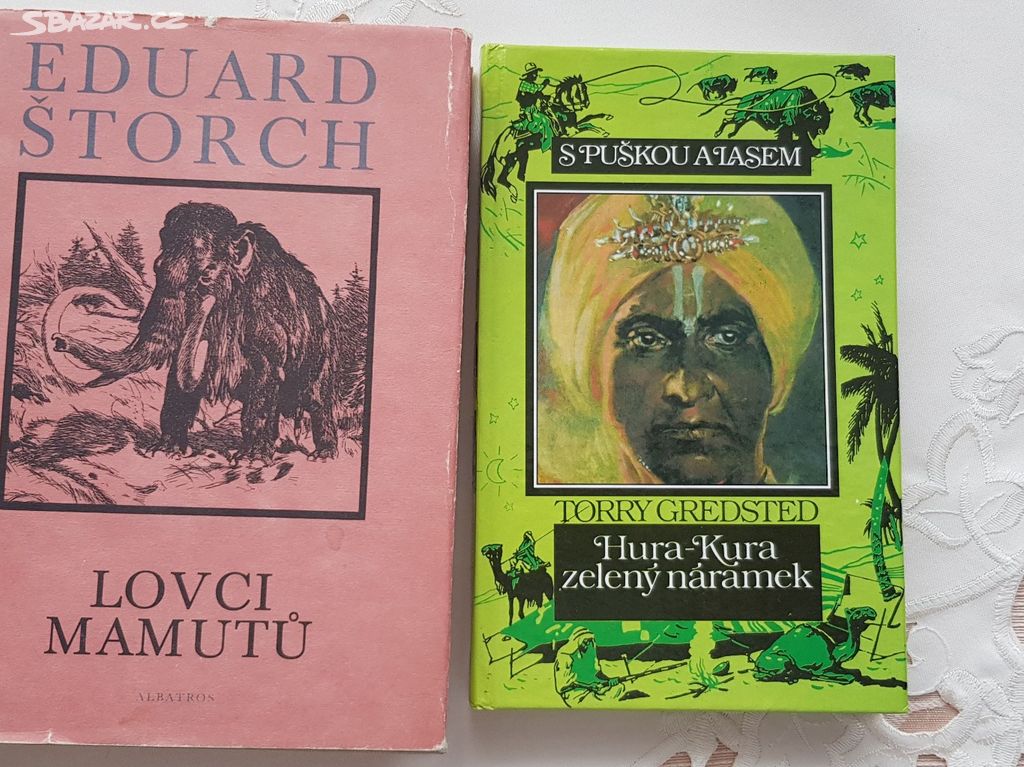 SBAZAR.CZ
EDUARD
ŠTORCH
LOVCI
MAMUTŮ
ALBATROS
S PUŠKOU A LASEM
TORRY GREDSTED
Hura-Kura
zelený náramek